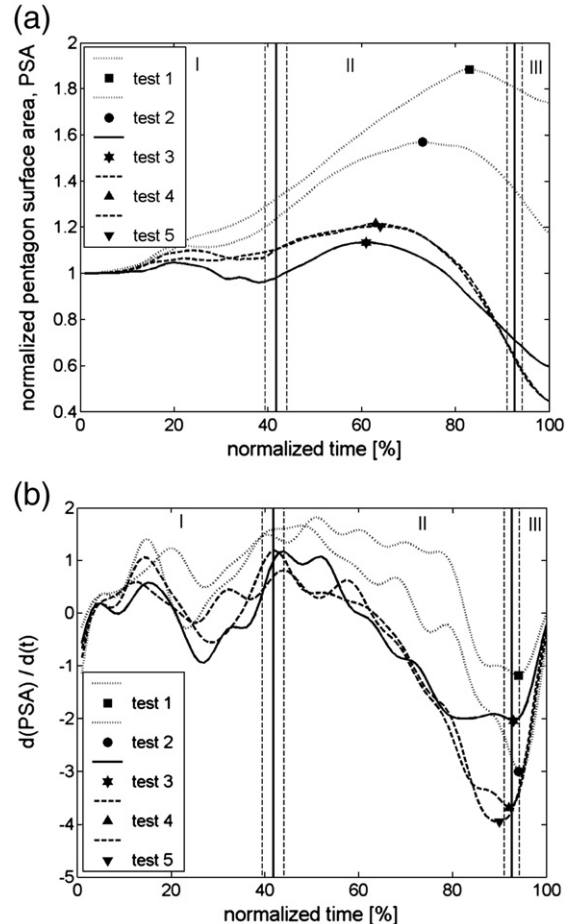 (a)
2
1.8
1.6
1.4
1.2
1
0.8
0.6
0.4
normalized pentagon surface area, PSA
test 1
test 2
test 3
test 4
test 5
I
II
III
0
20
40
60
80
100
normalized time [%]
(b)
2
1
0
-1
-2
-3
-4
-5
d(PSA) / d(t)
I
II
III
test 1
test 2
test 3
test 4
test 5
0
20
40
60
80
100
normalized time [%]